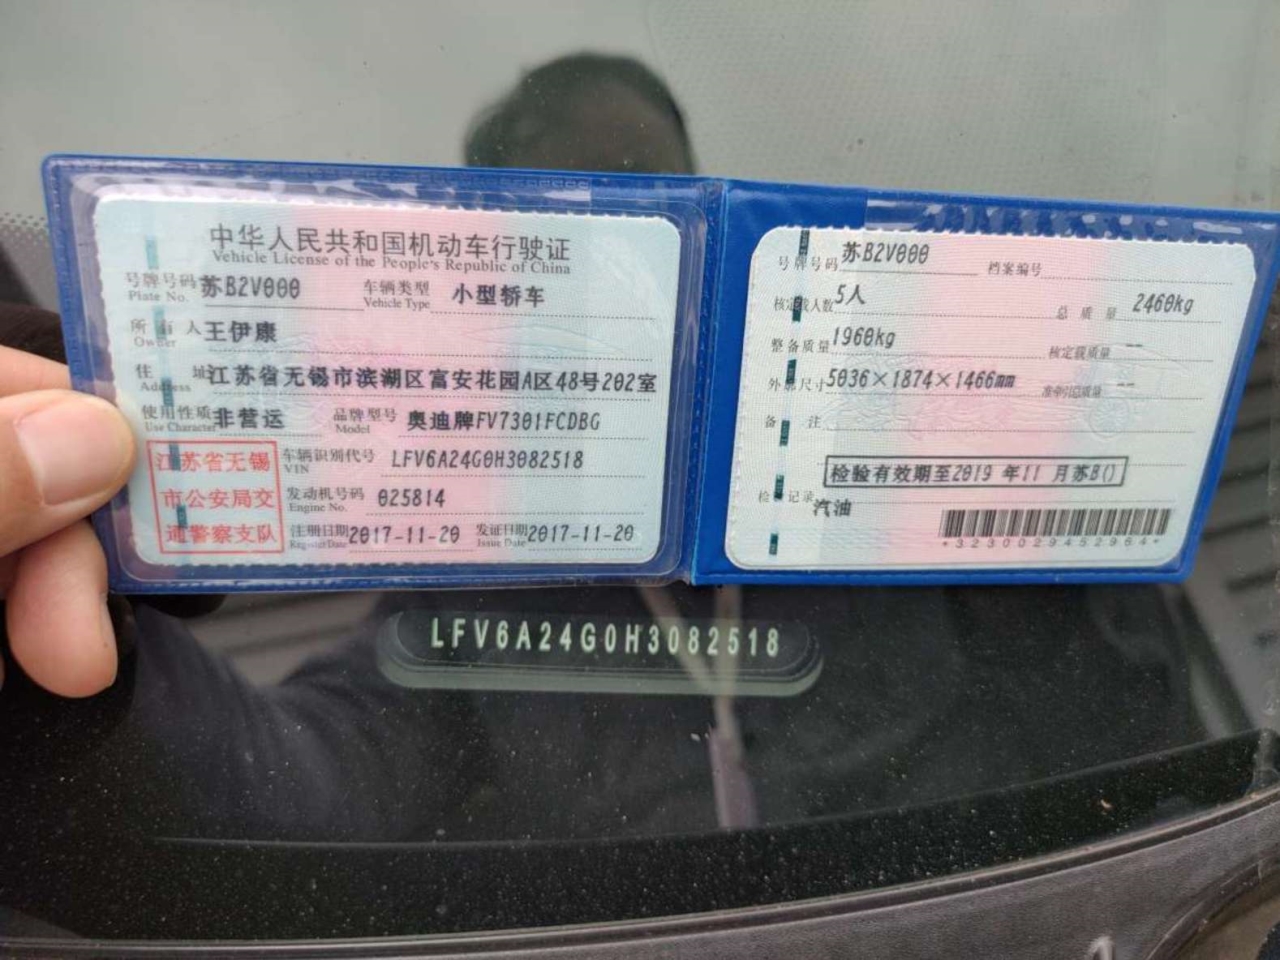 中华人民共和国机动车行驶证
Vehicle License of the People's Republic of China
号牌号码 苏B2V000 车辆类型 小型轿车
Plate No. Vehicle Type
所有人 王伊康
Owner
住址 江苏省无锡市滨湖区富安花园A区48号202室
Address
使用性质 非营运 品牌型号 奥迪牌FV7301FCDBG
Use Character Model
江苏省无锡市公安局交通警察支队
车辆识别代号 LFV6A24G0H3082518
VIN
发动机号码 025814
Engine No.
注册日期 2017-11-20 发证日期 2017-11-20
Register Date Issue Date
号牌号码 苏B2V000 档案编号
核定载人数 5人 总质量 2460kg
整备质量 1960kg 核定载质量 --
外廓尺寸 5036×1874×1466mm 准牵引总质量 --
备注
检验有效期至2019 年11 月苏B()
检验记录
汽油
*3230029452964*
LFV6A24G0H3082518